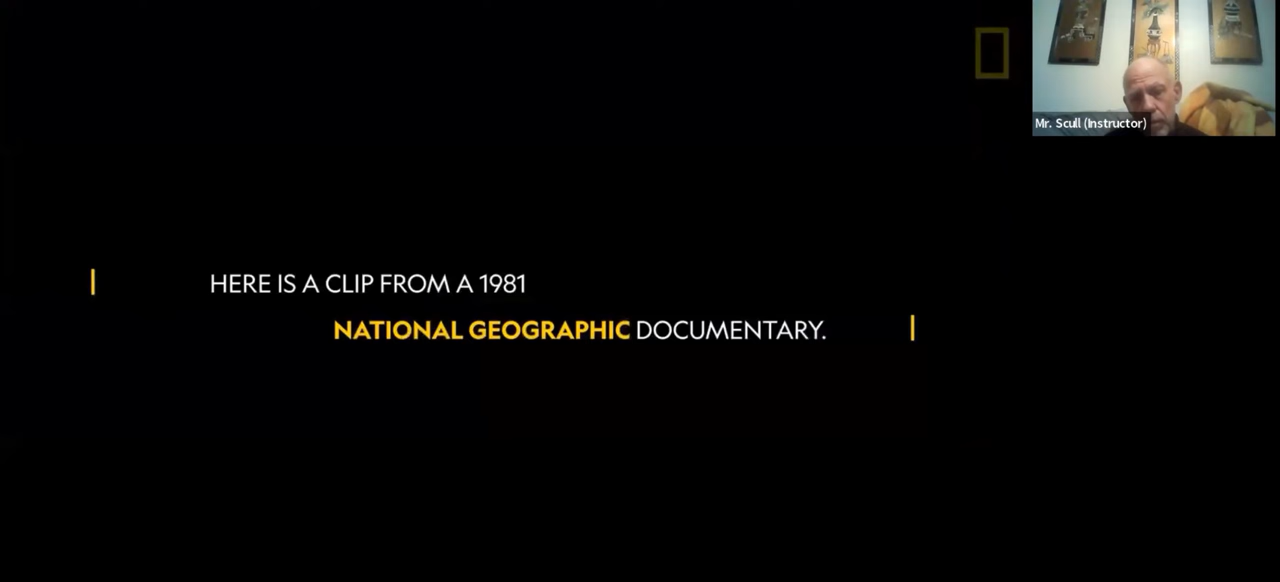 Mr. Scull (Instructor)
HERE IS A CLIP FROM A 1981
NATIONAL GEOGRAPHIC DOCUMENTARY.